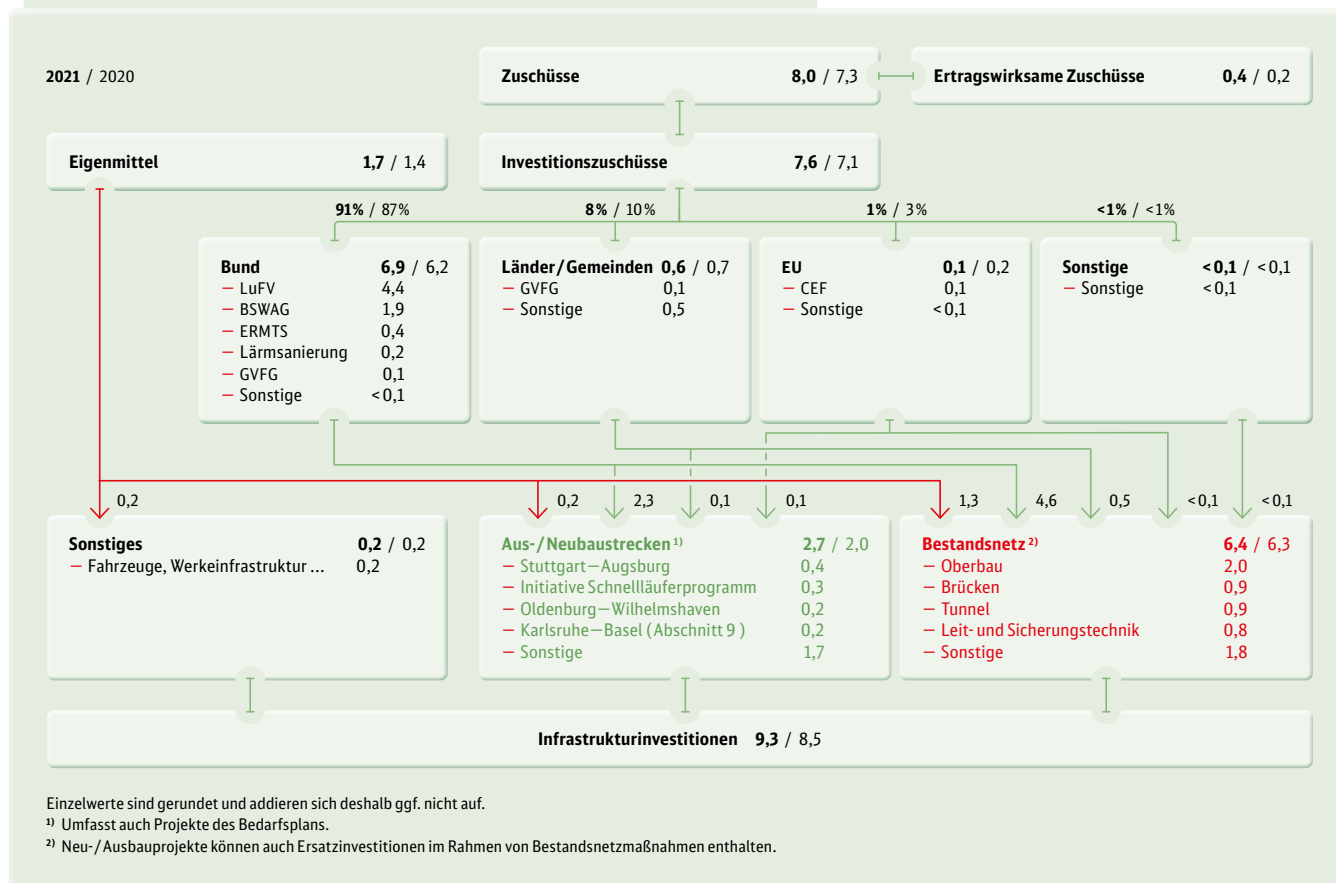 2021 / 2020
Zuschüsse 8,0 / 7,3
Ertragswirksame Zuschüsse 0,4 / 0,2
Eigenmittel 1,7 / 1,4
Investitionszuschüsse 7,6 / 7,1
91% / 87%
8% / 10%
1% / 3%
<1% / <1%
Bund 6,9 / 6,2
– LuFV 4,4
– BSWAG 1,9
– ERMTS 0,4
– Lärmsanierung 0,2
– GVFG 0,1
– Sonstige <0,1
Länder/Gemeinden 0,6 / 0,7
– GVFG 0,1
– Sonstige 0,5
EU 0,1 / 0,2
– CEF 0,1
– Sonstige <0,1
Sonstige <0,1 / <0,1
– Sonstige <0,1
0,2
0,2
2,3
0,1
0,1
1,3
4,6
0,5
<0,1
<0,1
Sonstiges 0,2 / 0,2
– Fahrzeuge, Werkeinfrastruktur ... 0,2
Aus-/Neubaustrecken 1) 2,7 / 2,0
– Stuttgart–Augsburg 0,4
– Initiative Schnellläuferprogramm 0,3
– Oldenburg–Wilhelmshaven 0,2
– Karlsruhe–Basel (Abschnitt 9 ) 0,2
– Sonstige 1,7
Bestandsnetz 2) 6,4 / 6,3
– Oberbau 2,0
– Brücken 0,9
– Tunnel 0,9
– Leit- und Sicherungstechnik 0,8
– Sonstige 1,8
Infrastrukturinvestitionen 9,3 / 8,5
Einzelwerte sind gerundet und addieren sich deshalb ggf. nicht auf.
1) Umfasst auch Projekte des Bedarfsplans.
2) Neu-/Ausbauprojekte können auch Ersatzinvestitionen im Rahmen von Bestandsnetzmaßnahmen enthalten.